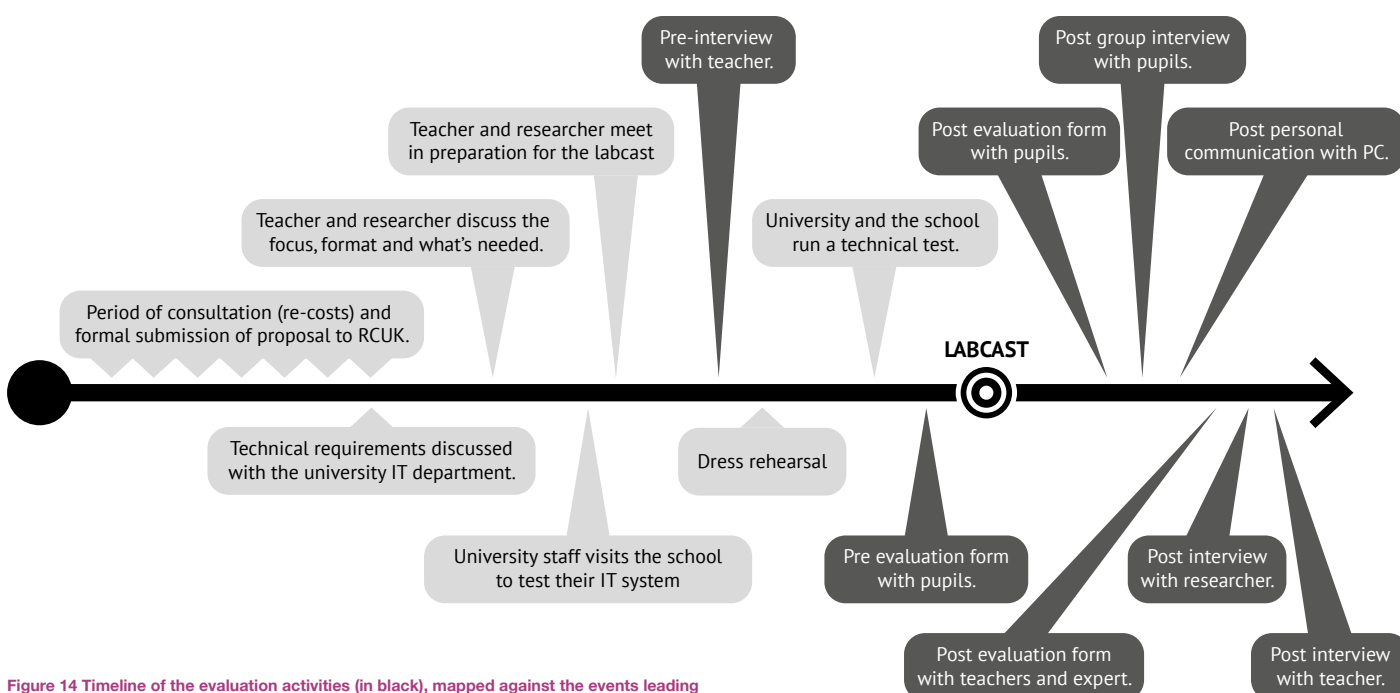 Pre-interview
with teacher.
Post group interview
with pupils.
Teacher and researcher meet
in preparation for the labcast
Post evaluation form
with pupils.
Post personal
communication with PC.
Teacher and researcher discuss the
focus, format and what's needed.
University and the school
run a technical test.
Period of consultation (re-costs) and
formal submission of proposal to RCUK.
LABCAST
Technical requirements discussed
with the university IT department.
Dress rehearsal
University staff visits the school
to test their IT system
Pre evaluation form
with pupils.
Post interview
with researcher.
Post evaluation form
with teachers and expert.
Post interview
with teacher.
Figure 14 Timeline of the evaluation activities (in black), mapped against the events leading